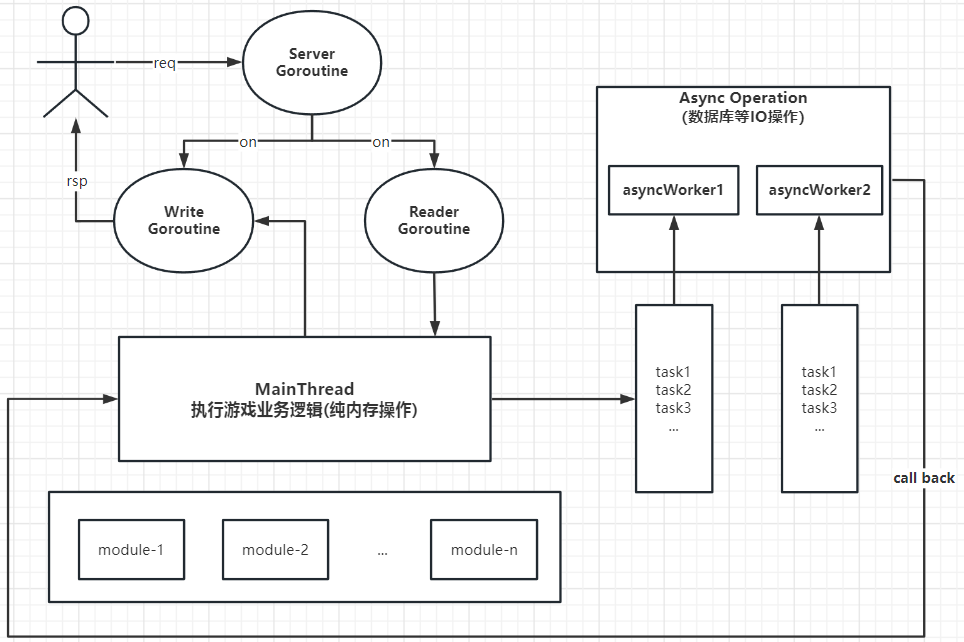 req
Server
Goroutine
on
on
rsp
Write
Goroutine
Reader
Goroutine
Async Operation
(数据库等IO操作)
asyncWorker1
asyncWorker2
MainThread
执行游戏业务逻辑(纯内存操作)
task1
task2
task3
...
task1
task2
task3
...
call back
module-1
module-2
...
module-n